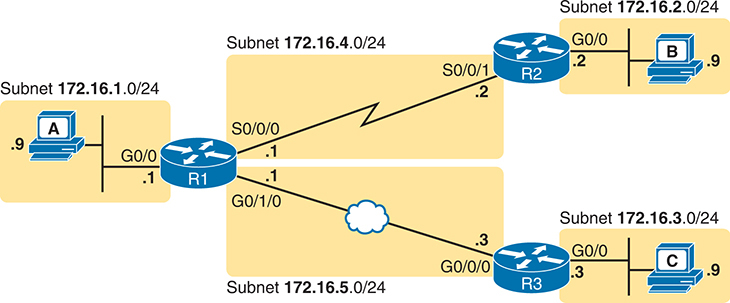 Subnet 172.16.2.0/24
Subnet 172.16.4.0/24
G0/0
.2
B
.9
R2
S0/0/1
.2
Subnet 172.16.1.0/24
A
.9
G0/0
.1
R1
S0/0/0
.1
.1
G0/1/0
Subnet 172.16.5.0/24
.3
G0/0/0
R3
Subnet 172.16.3.0/24
G0/0
.3
C
.9